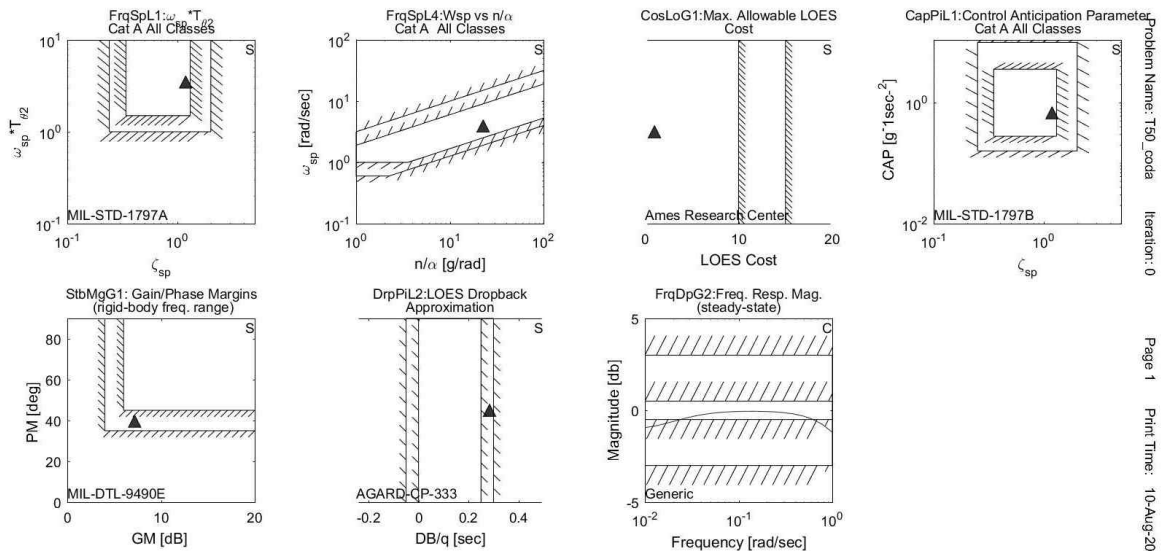 FrqSpL1:ω_sp*T_θ2
Cat A All Classes
S
10^1
10^0
10^-1
ω_sp*T_θ2
MIL-STD-1797A
10^-1
10^0
ζ_sp
FrqSpL4:Wsp vs n/α
Cat A All Classes
S
10^2
10^1
10^0
10^-1
ω_sp [rad/sec]
10^0
10^1
10^2
n/α [g/rad]
CosLoG1:Max. Allowable LOES
Cost
S
Ames Research Center
0
10
20
LOES Cost
CapPiL1:Control Anticipation Parameter
Cat A All Classes
S
10^0
10^-2
CAP [g^-1sec^-2]
MIL-STD-1797B
10^-1
10^0
ζ_sp
StbMgG1: Gain/Phase Margins
(rigid-body freq. range)
S
80
60
40
20
0
PM [deg]
MIL-DTL-9490E
0
10
20
GM [dB]
DrpPiL2:LOES Dropback
Approximation
S
AGARD-CP-333
-0.2
0
0.2
0.4
DB/q [sec]
FrqDpG2:Freq. Resp. Mag.
(steady-state)
C
5
0
-5
Magnitude [db]
Generic
10^-2
10^-1
10^0
Frequency [rad/sec]
Problem Name: T50_coda Iteration: 0 Page 1 Print Time: 10-Aug-20